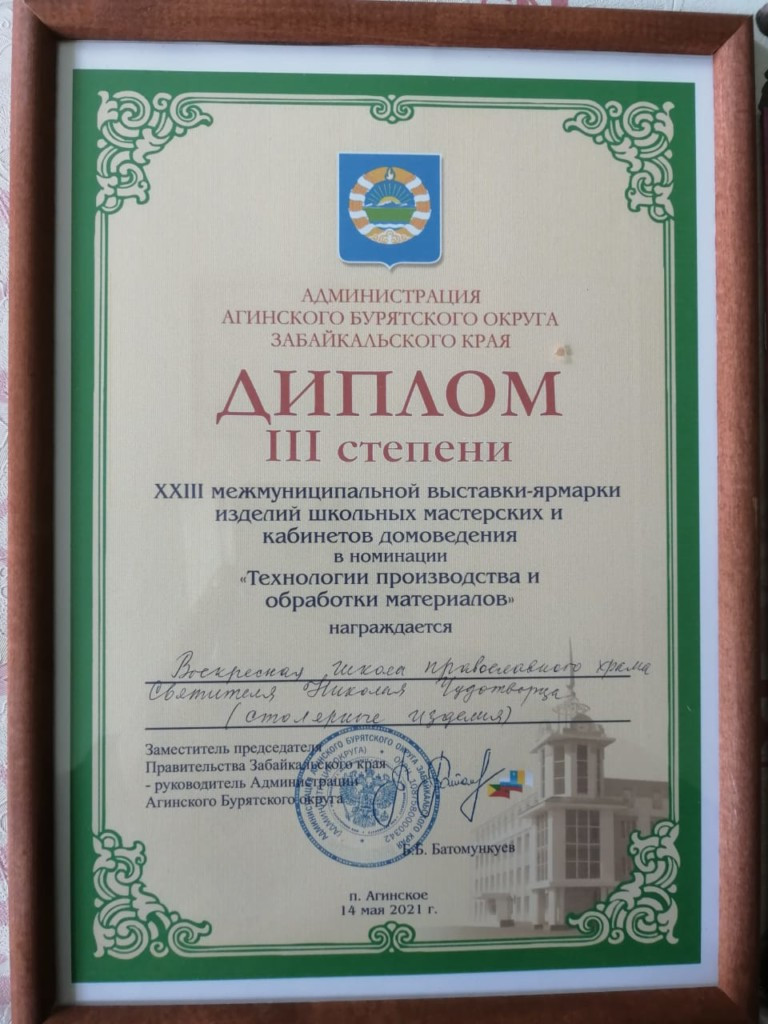 АДМИНИСТРАЦИЯ
АГИНСКОГО БУРЯТСКОГО ОКРУГА
ЗАБАЙКАЛЬСКОГО КРАЯ
ДИПЛОМ
III степени
XXIII межмуниципальной выставки-ярмарки
изделий школьных мастерских и
кабинетов домоведения
в номинации
«Технологии производства и
обработки материалов»
награждается
Воскресная школа православного храма
Святителя Николая Чудотворца
(столярные изделия)
Заместитель председателя
Правительства Забайкальского края
- руководитель Администрации
Агинского Бурятского округа
Б.Б. Батомункуев
п. Агинское
14 мая 2021 г.